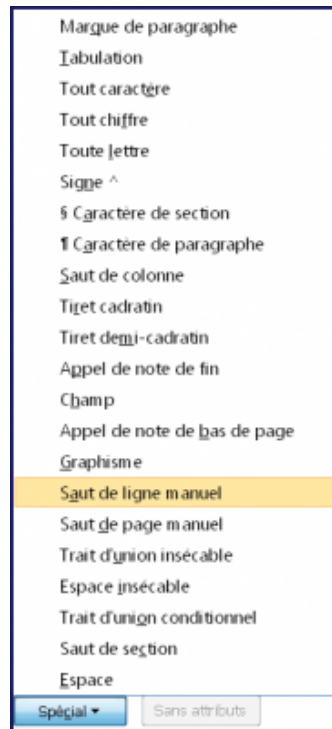 Marque de paragraphe
Tabulation
Tout caractère
Tout chiffre
Toute lettre
Signe ^
§ Caractère de section
¶ Caractère de paragraphe
Saut de colonne
Tiret cadratin
Tiret demi-cadratin
Appel de note de fin
Champ
Appel de note de bas de page
Graphisme
Saut de ligne manuel
Saut de page manuel
Trait d'union insécable
Espace insécable
Trait d'union conditionnel
Saut de section
Espace
Spécial ▾ Sans attributs